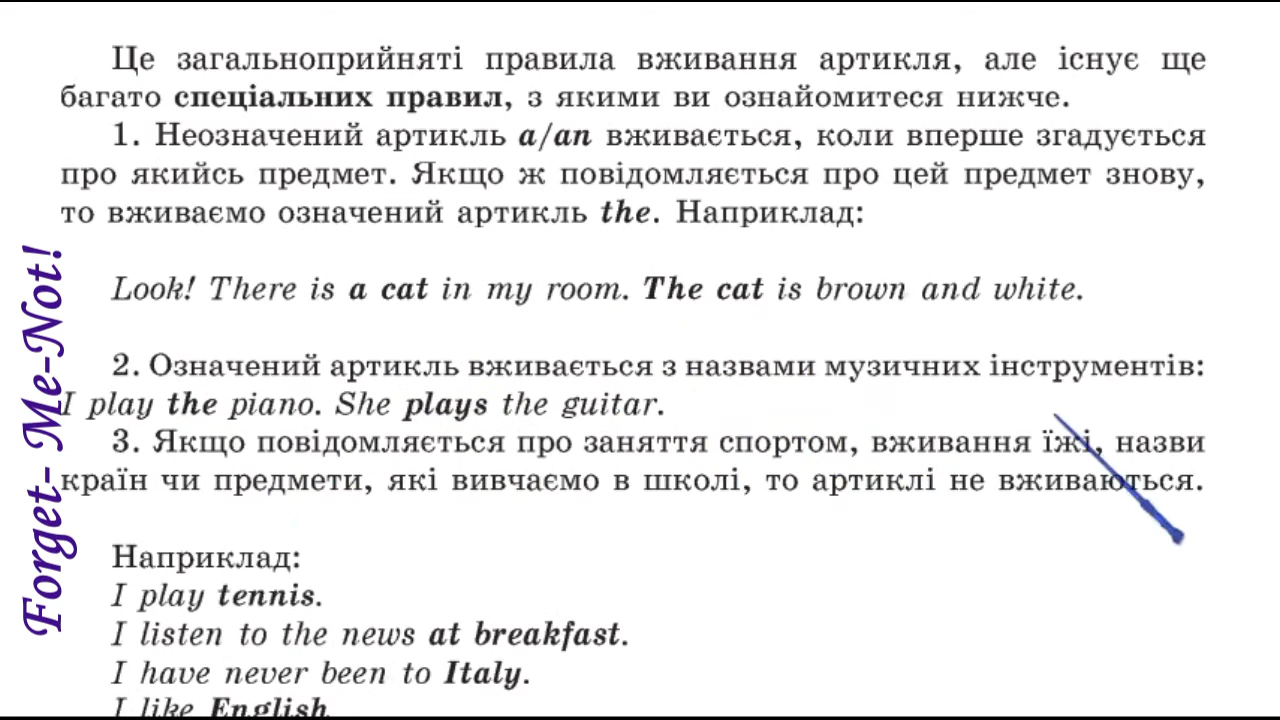 Це загальноприйняті правила вживання артикля, але існує ще
багато спеціальних правил, з якими ви ознайомитеся нижче.
1. Неозначений артикль a/an вживається, коли вперше згадується
про якийсь предмет. Якщо ж повідомляється про цей предмет знову,
то вживаємо означений артикль the. Наприклад:
Look! There is a cat in my room. The cat is brown and white.
2. Означений артикль вживається з назвами музичних інструментів:
I play the piano. She plays the guitar.
3. Якщо повідомляється про заняття спортом, вживання їжі, назви
країн чи предмети, які вивчаємо в школі, то артиклі не вживаються.
Наприклад:
I play tennis.
I listen to the news at breakfast.
I have never been to Italy.
I like English
Forget- Me-Not!